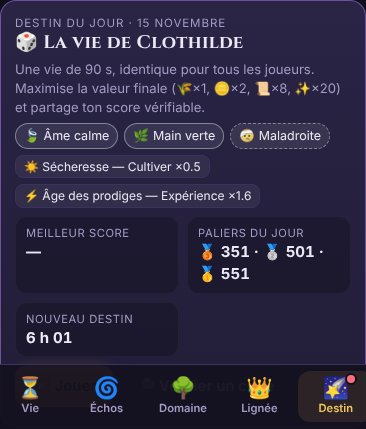 DESTIN DU JOUR · 15 NOVEMBRE
🎲 La vie de Clothilde
Une vie de 90 s, identique pour tous les joueurs.
Maximise la valeur finale (🌾×1, 🪙×2, 📜×8, ✨×20)
et partage ton score vérifiable.
🍃 Âme calme 🌿 Main verte 🤕 Maladroite
☀️ Sécheresse — Cultiver ×0.5
⚡ Âge des prodiges — Expérience ×1.6
MEILLEUR SCORE
—
PALIERS DU JOUR
🥉 351 · 🥈 501 ·
🥇 551
NOUVEAU DESTIN
6 h 01
Vie Échos Domaine Lignée Destin